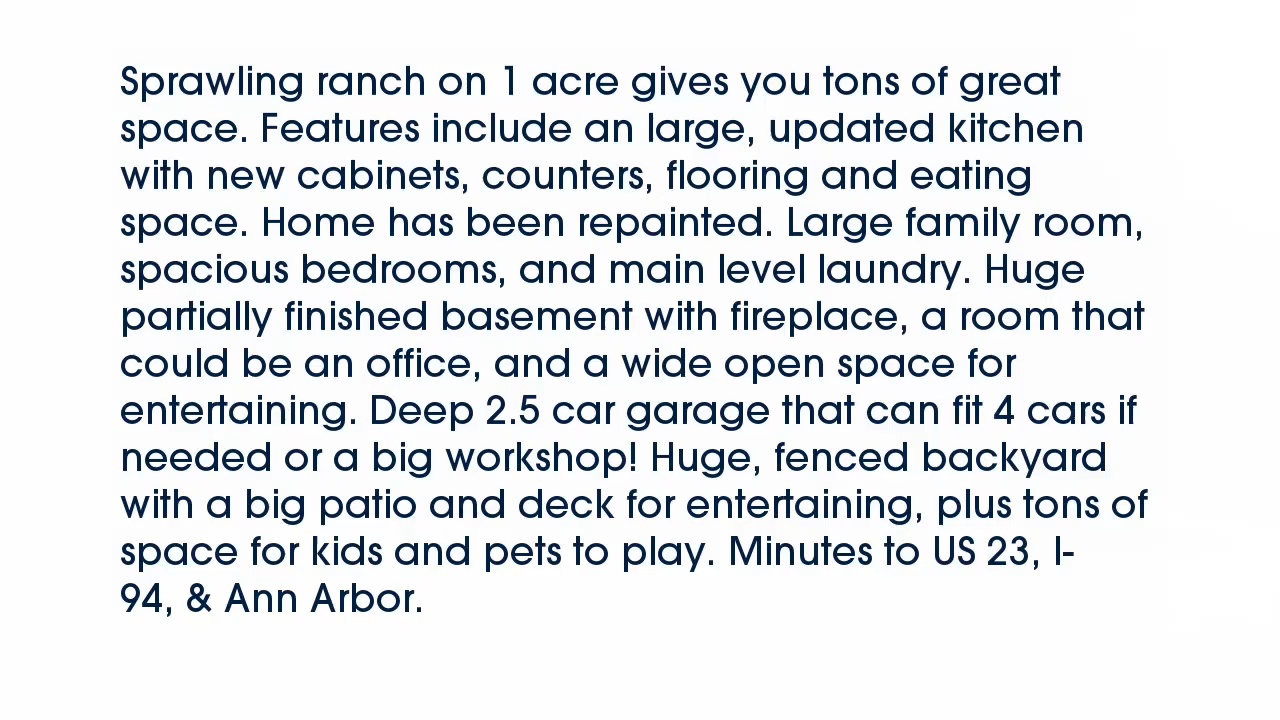 Sprawling ranch on 1 acre gives you tons of great
space. Features include an large, updated kitchen
with new cabinets, counters, flooring and eating
space. Home has been repainted. Large family room,
spacious bedrooms, and main level laundry. Huge
partially finished basement with fireplace, a room that
could be an office, and a wide open space for
entertaining. Deep 2.5 car garage that can fit 4 cars if
needed or a big workshop! Huge, fenced backyard
with a big patio and deck for entertaining, plus tons of
space for kids and pets to play. Minutes to US 23, I-
94, & Ann Arbor.